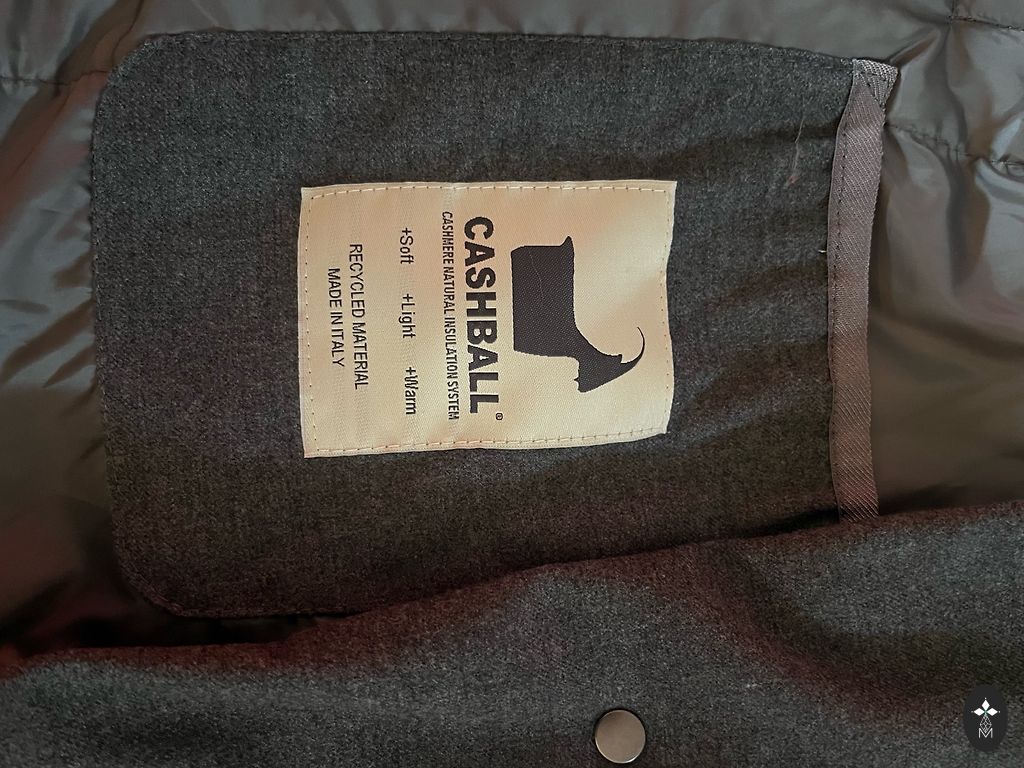 CASHBALL®
CASHMERE NATURAL INSULATION SYSTEM
+Soft +Light +Warm
RECYCLED MATERIAL
MADE IN ITALY
M